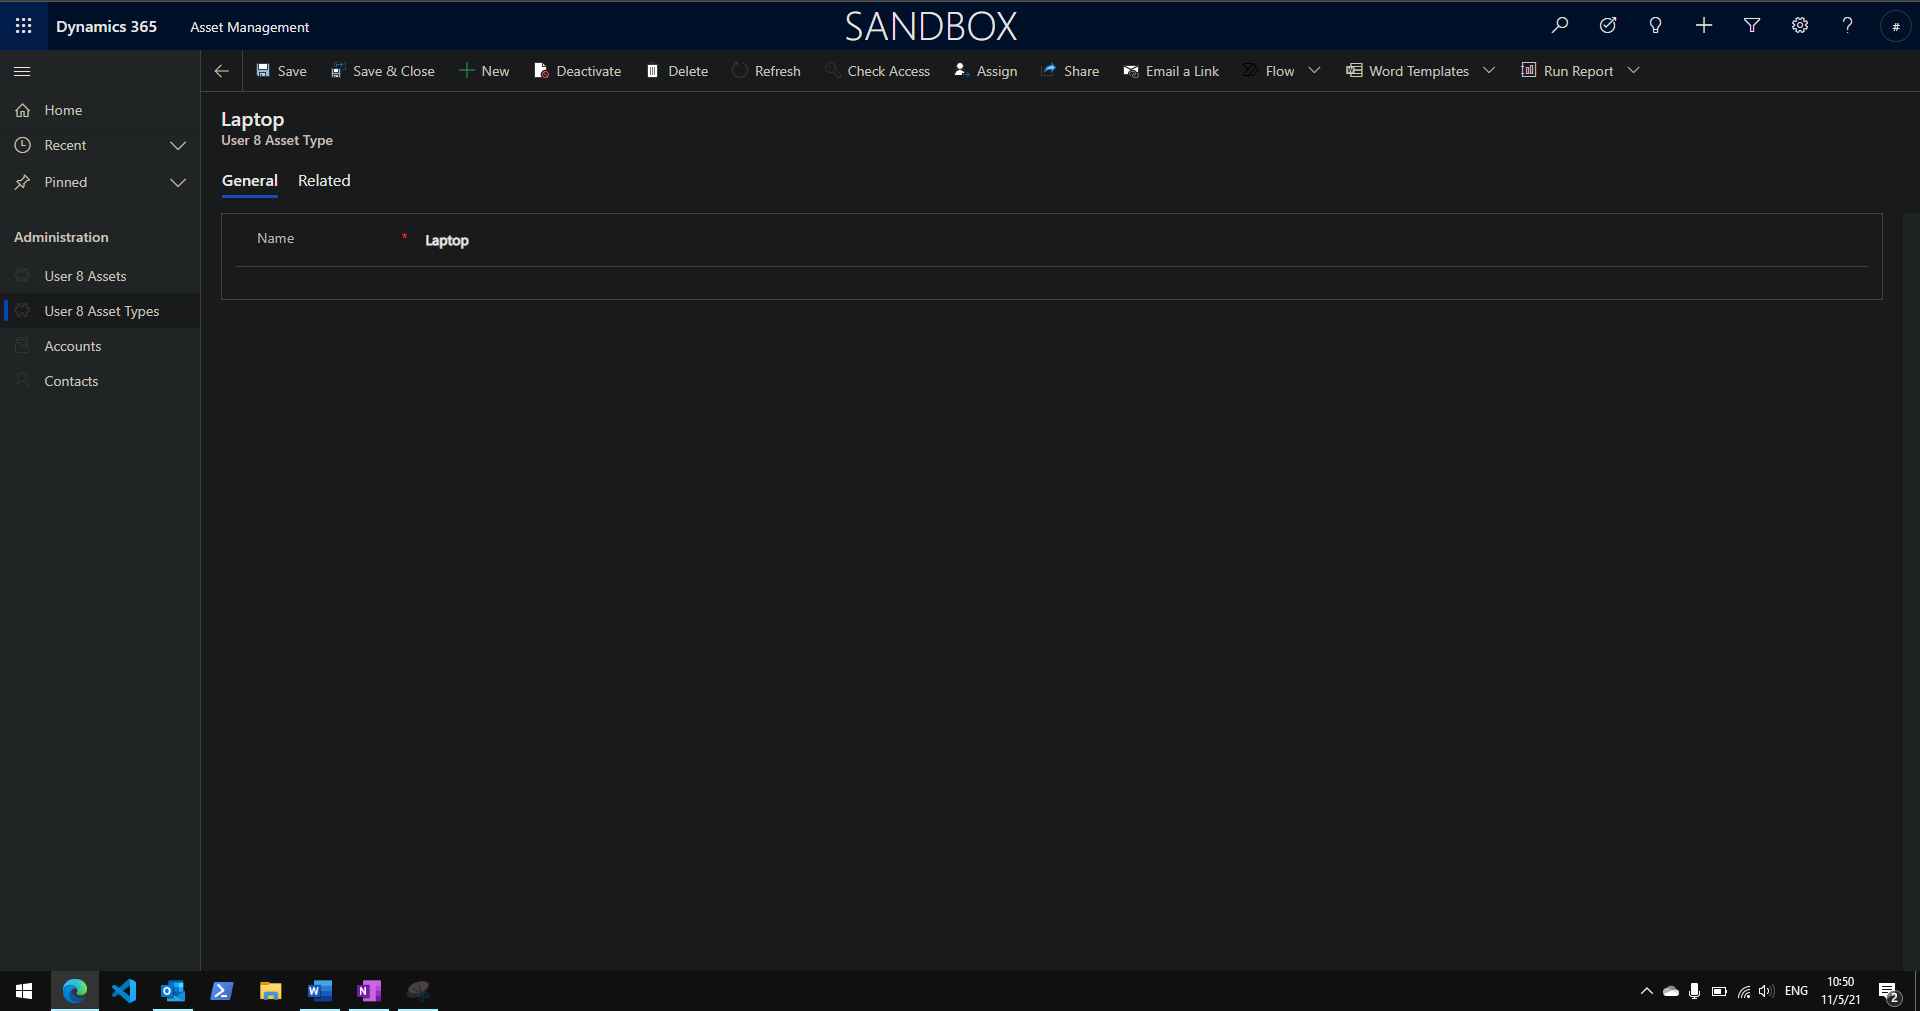 Dynamics 365
Asset Management
SANDBOX
#
Save
Save & Close
New
Deactivate
Delete
Refresh
Check Access
Assign
Share
Email a Link
Flow
Word Templates
Run Report
Home
Recent
Pinned
Administration
User 8 Assets
User 8 Asset Types
Accounts
Contacts
Laptop
User 8 Asset Type
General
Related
Name
*
Laptop
ENG
10:50
11/5/21
2